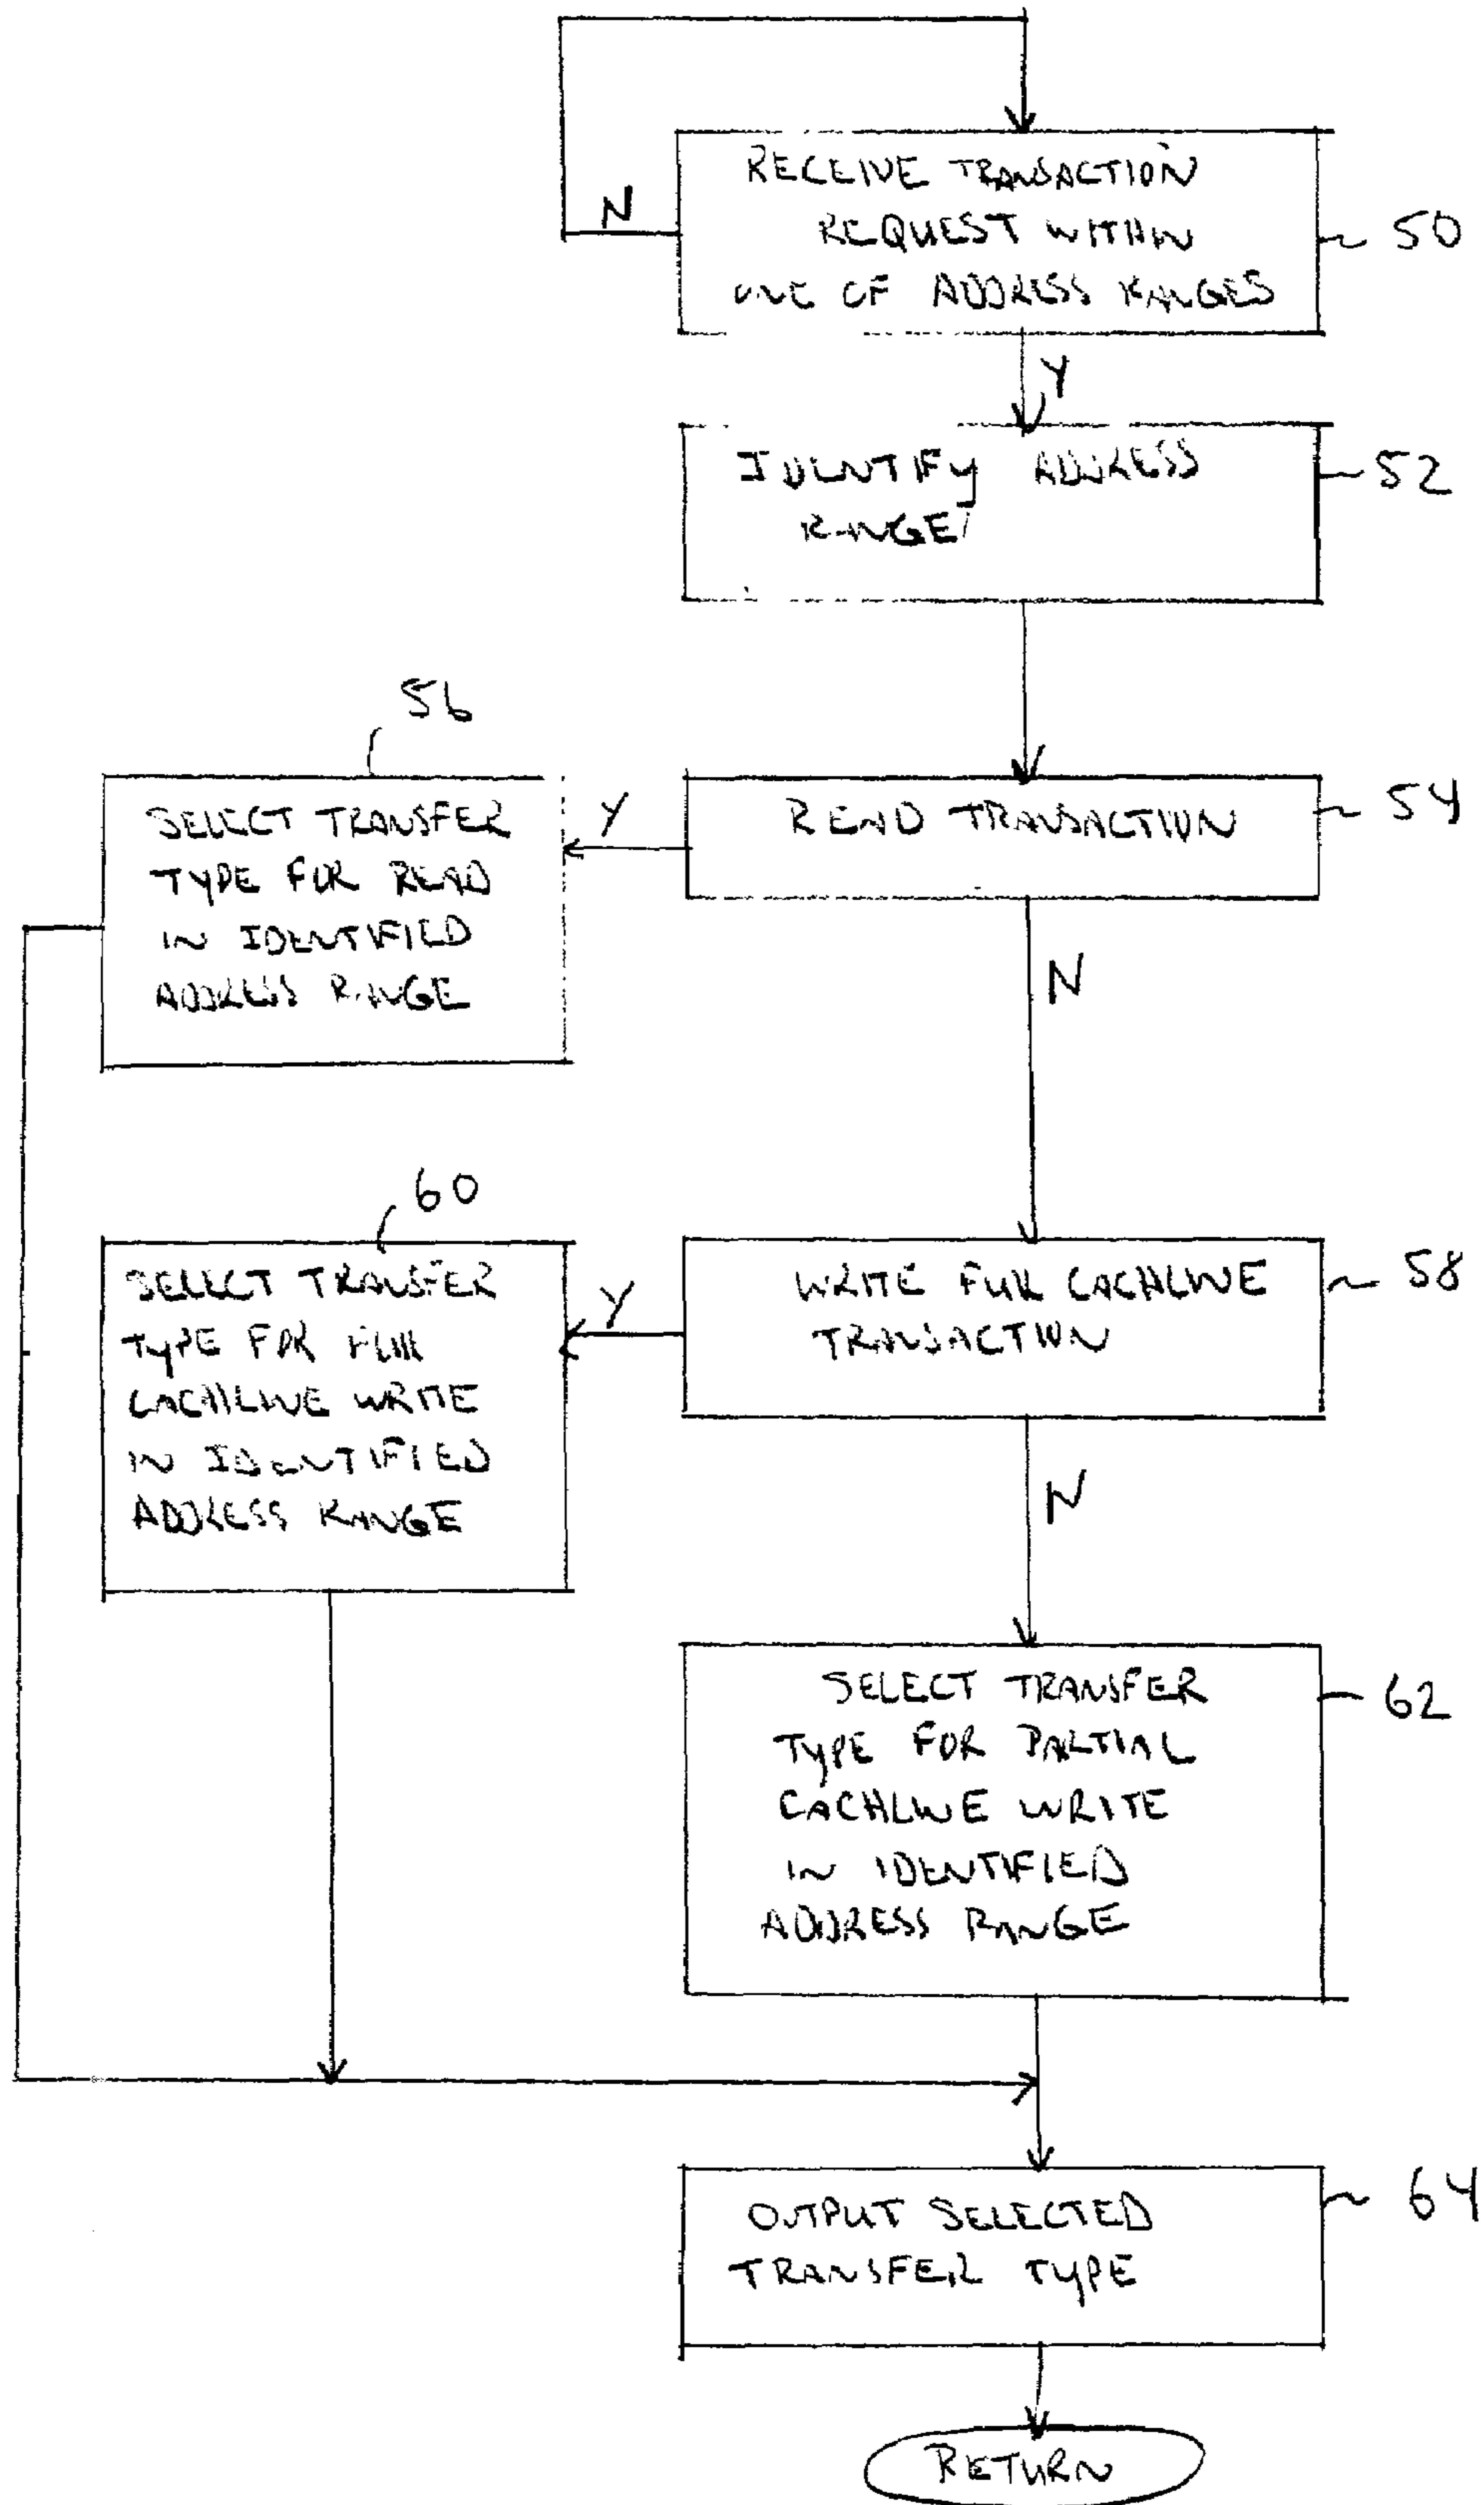 RECEIVE TRANSACTION
REQUEST WITHIN
ONE OF ADDRESS RANGES
N
50
Y
IDENTIFY ADDRESS
RANGE
52
56
SELECT TRANSFER
TYPE FOR READ
IN IDENTIFIED
ADDRESS RANGE
Y
READ TRANSACTION
54
N
60
SELECT TRANSFER
TYPE FOR FULL
CACHLINE WRITE
IN IDENTIFIED
ADDRESS RANGE
Y
WRITE FULL CACHLINE
TRANSACTION
58
N
SELECT TRANSFER
TYPE FOR PARTIAL
CACHLINE WRITE
IN IDENTIFIED
ADDRESS RANGE
62
OUTPUT SELECTED
TRANSFER TYPE
64
RETURN